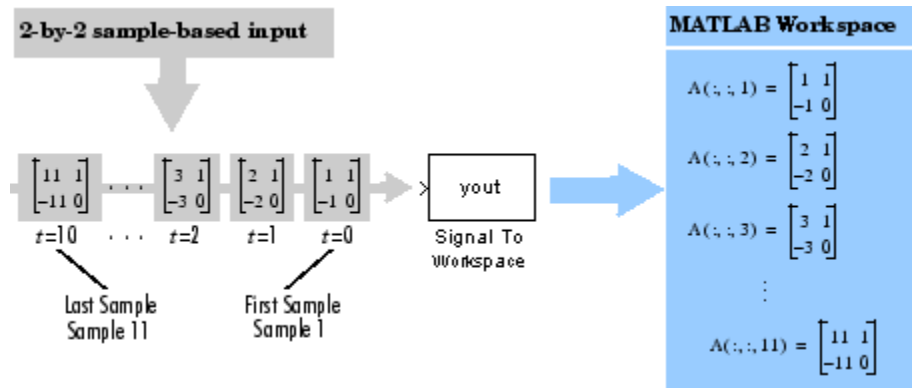 2-by-2 sample-based input
[11 1 -11 0] . . . [3 1 -3 0] [2 1 -2 0] [1 1 -1 0]
t=10 . . . t=2 t=1 t=0
Last Sample
Sample 11
First Sample
Sample 1
yout
Signal To
Workspace
MATLAB Workspace
A(:,:,1) = [1 1 -1 0]
A(:,:,2) = [2 1 -2 0]
A(:,:,3) = [3 1 -3 0]
⋮
A(:,:,11) = [11 1 -11 0]